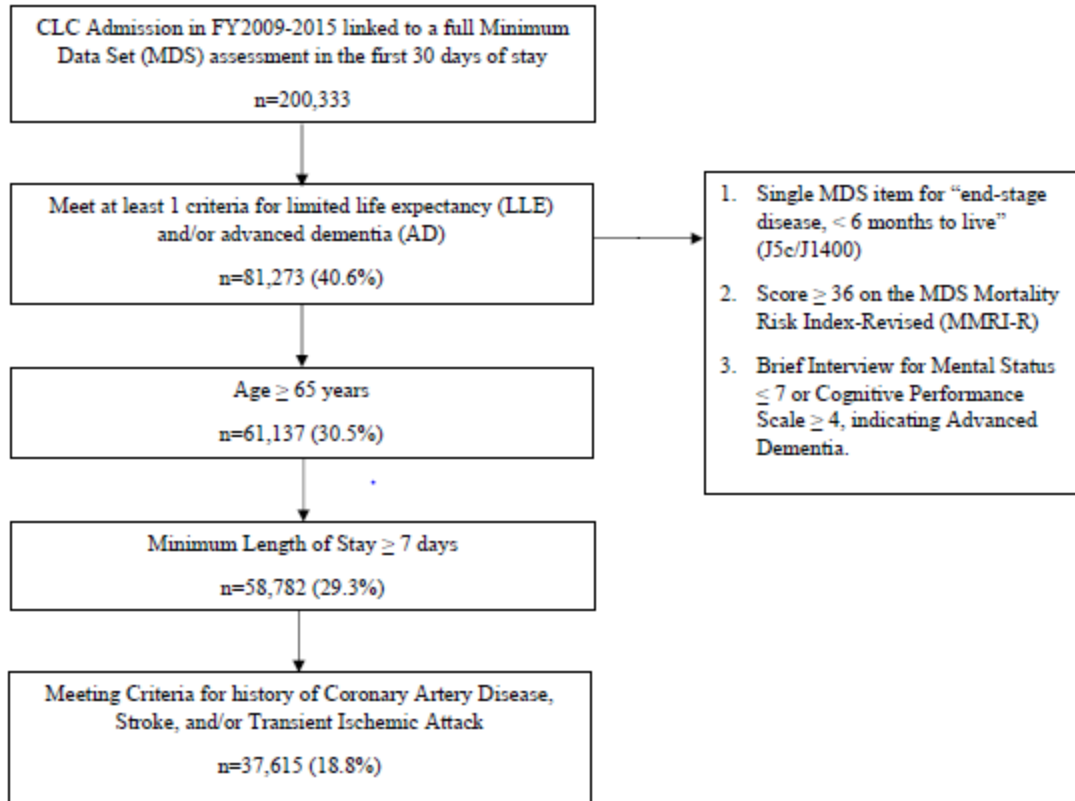 CLC Admission in FY2009-2015 linked to a full Minimum
Data Set (MDS) assessment in the first 30 days of stay
n=200,333
Meet at least 1 criteria for limited life expectancy (LLE)
and/or advanced dementia (AD)
n=81,273 (40.6%)
1. Single MDS item for “end-stage
disease, < 6 months to live”
(J5c/J1400)
2. Score ≥ 36 on the MDS Mortality
Risk Index-Revised (MMRI-R)
3. Brief Interview for Mental Status
≤ 7 or Cognitive Performance
Scale ≥ 4, indicating Advanced
Dementia.
Age ≥ 65 years
n=61,137 (30.5%)
Minimum Length of Stay ≥ 7 days
n=58,782 (29.3%)
Meeting Criteria for history of Coronary Artery Disease,
Stroke, and/or Transient Ischemic Attack
n=37,615 (18.8%)